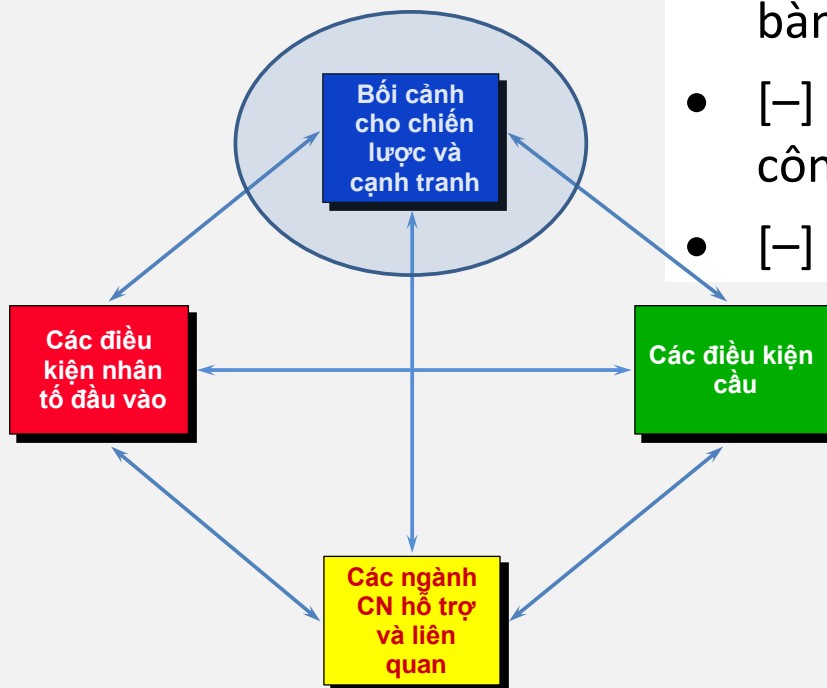 bàn
• [–]
côn
• [–]
Bối cảnh
cho chiến
lược và
cạnh tranh
Các điều
kiện nhân
tố đầu vào
Các điều kiện
cầu
Các ngành
CN hỗ trợ
và liên
quan